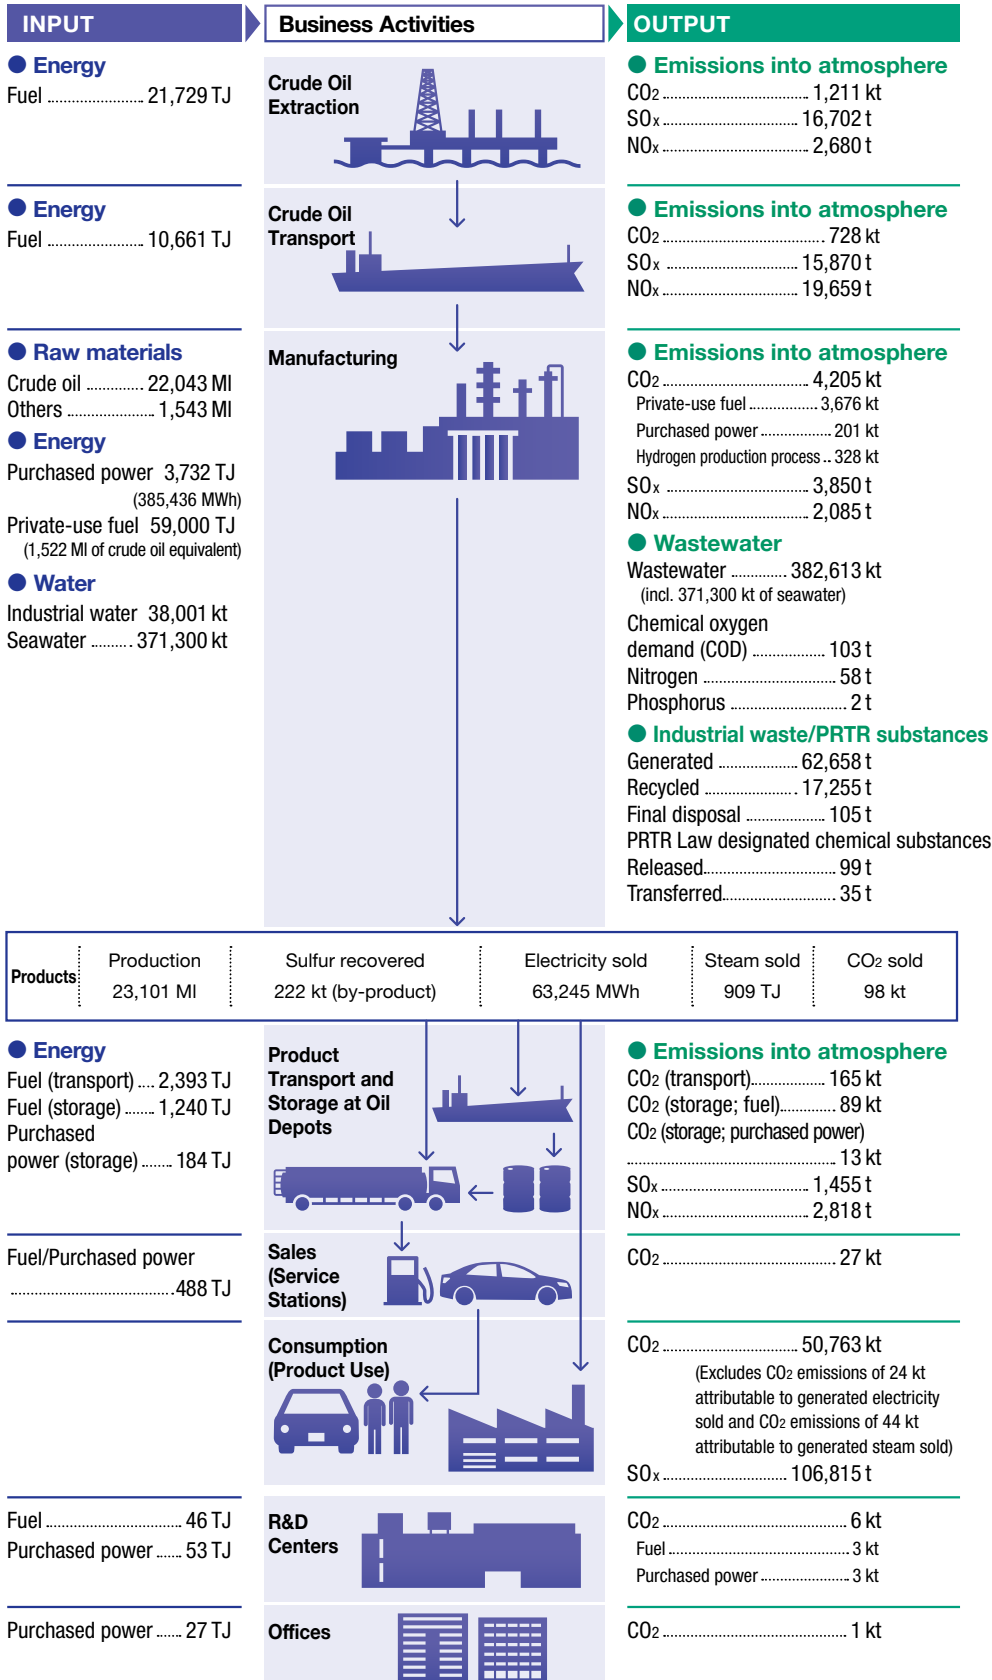 INPUT
Business Activities
OUTPUT
● Energy
Fuel 21,729 TJ
Crude Oil
Extraction
● Emissions into atmosphere
CO2 1,211 kt
SOx 16,702 t
NOx 2,680 t
● Energy
Fuel 10,661 TJ
Crude Oil
Transport
● Emissions into atmosphere
CO2 728 kt
SOx 15,870 t
NOx 19,659 t
● Raw materials
Crude oil 22,043 Ml
Others 1,543 Ml
● Energy
Purchased power 3,732 TJ
(385,436 MWh)
Private-use fuel 59,000 TJ
(1,522 Ml of crude oil equivalent)
● Water
Industrial water 38,001 kt
Seawater 371,300 kt
Manufacturing
● Emissions into atmosphere
CO2 4,205 kt
Private-use fuel 3,676 kt
Purchased power 201 kt
Hydrogen production process 328 kt
SOx 3,850 t
NOx 2,085 t
● Wastewater
Wastewater 382,613 kt
(incl. 371,300 kt of seawater)
Chemical oxygen
demand (COD) 103 t
Nitrogen 58 t
Phosphorus 2 t
● Industrial waste/PRTR substances
Generated 62,658 t
Recycled 17,255 t
Final disposal 105 t
PRTR Law designated chemical substances
Released 99 t
Transferred 35 t
Products
Production
23,101 Ml
Sulfur recovered
222 kt (by-product)
Electricity sold
63,245 MWh
Steam sold
909 TJ
CO2 sold
98 kt
● Energy
Fuel (transport) 2,393 TJ
Fuel (storage) 1,240 TJ
Purchased
power (storage) 184 TJ
Product
Transport and
Storage at Oil
Depots
● Emissions into atmosphere
CO2 (transport) 165 kt
CO2 (storage; fuel) 89 kt
CO2 (storage; purchased power)
13 kt
SOx 1,455 t
NOx 2,818 t
Fuel/Purchased power
488 TJ
Sales
(Service
Stations)
CO2 27 kt
Consumption
(Product Use)
CO2 50,763 kt
(Excludes CO2 emissions of 24 kt
attributable to generated electricity
sold and CO2 emissions of 44 kt
attributable to generated steam sold)
SOx 106,815 t
Fuel 46 TJ
Purchased power 53 TJ
R&D
Centers
CO2 6 kt
Fuel 3 kt
Purchased power 3 kt
Purchased power 27 TJ
Offices
CO2 1 kt